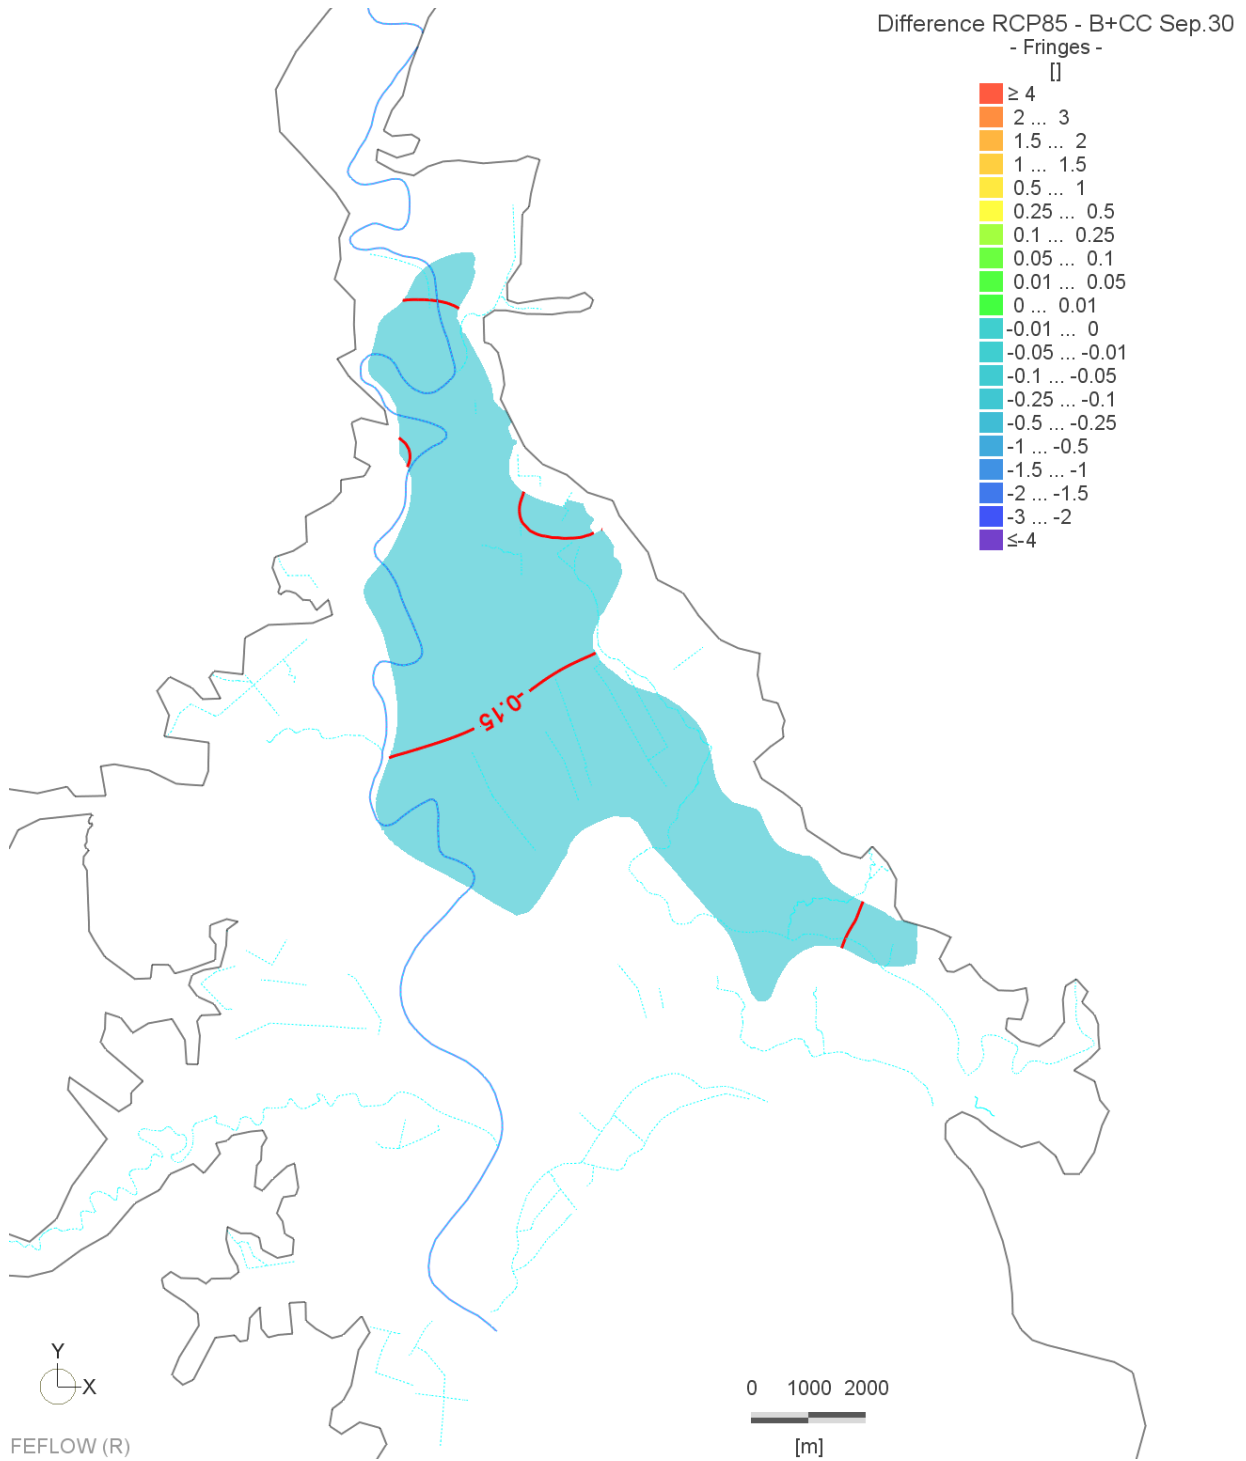 Difference RCP85 - B+CC Sep.30
- Fringes -
[]
≥ 4
2 ... 3
1.5 ... 2
1 ... 1.5
0.5 ... 1
0.25 ... 0.5
0.1 ... 0.25
0.05 ... 0.1
0.01 ... 0.05
0 ... 0.01
-0.01 ... 0
-0.05 ... -0.01
-0.1 ... -0.05
-0.25 ... -0.1
-0.5 ... -0.25
-1 ... -0.5
-1.5 ... -1
-2 ... -1.5
-3 ... -2
≤-4
-0.15
Y
X
0 1000 2000
[m]
FEFLOW (R)